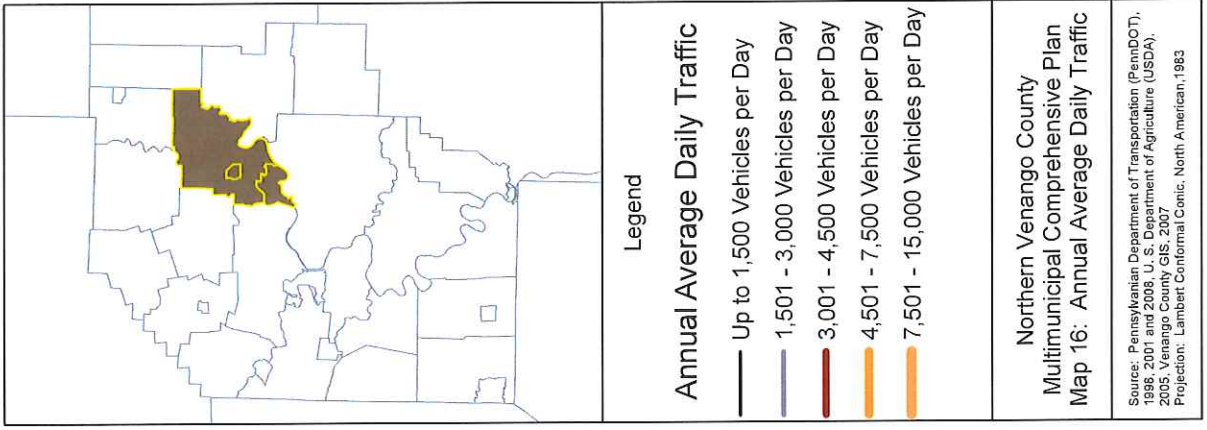 Legend
Annual Average Daily Traffic
Up to 1,500 Vehicles per Day
1,501 - 3,000 Vehicles per Day
3,001 - 4,500 Vehicles per Day
4,501 - 7,500 Vehicles per Day
7,501 - 15,000 Vehicles per Day
Northern Venango County
Multimunicipal Comprehensive Plan
Map 16: Annual Average Daily Traffic
Source: Pennsylvanian Department of Transportation (PennDOT),
1998, 2001 and 2008, U. S. Department of Agriculture (USDA),
2005, Venango County GIS, 2007
Projection: Lambert Conformal Conic, North American,1983